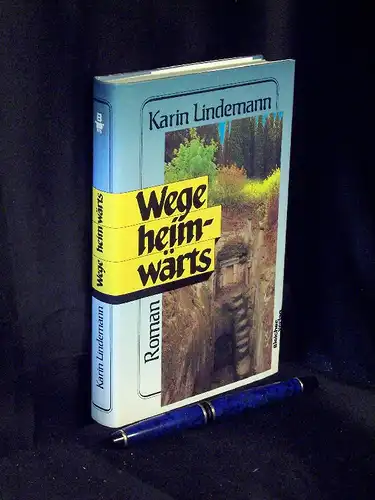 Karin Lindemann
Wege
heim-
wärts
Roman
Karin Lindemann Wege heimwärts